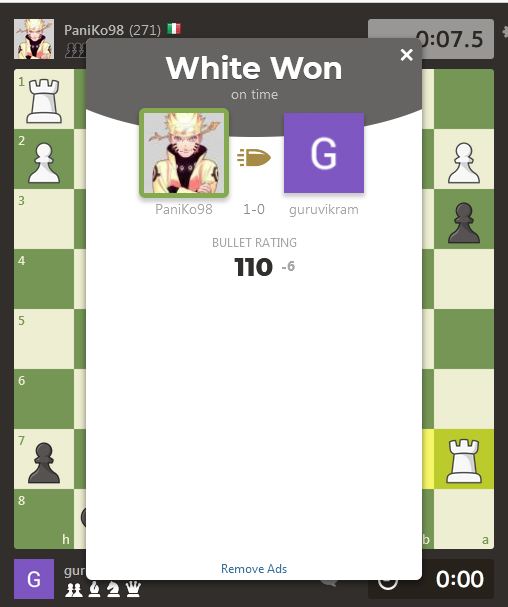 PaniKo98 (271)
0:07.5
White Won
on time
G
PaniKo98 1-0 guruvikram
BULLET RATING
110 -6
1
2
3
4
5
6
7
8
h
b
a
Remove Ads
G
gur
0:00